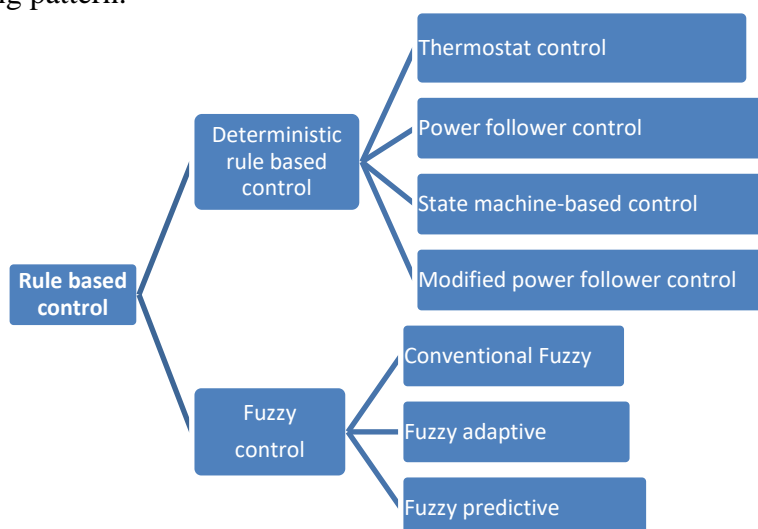 g pattern.
Thermostat control
Deterministic
rule based
control
Power follower control
State machine-based control
Modified power follower control
Rule based
control
Conventional Fuzzy
Fuzzy
control
Fuzzy adaptive
Fuzzy predictive